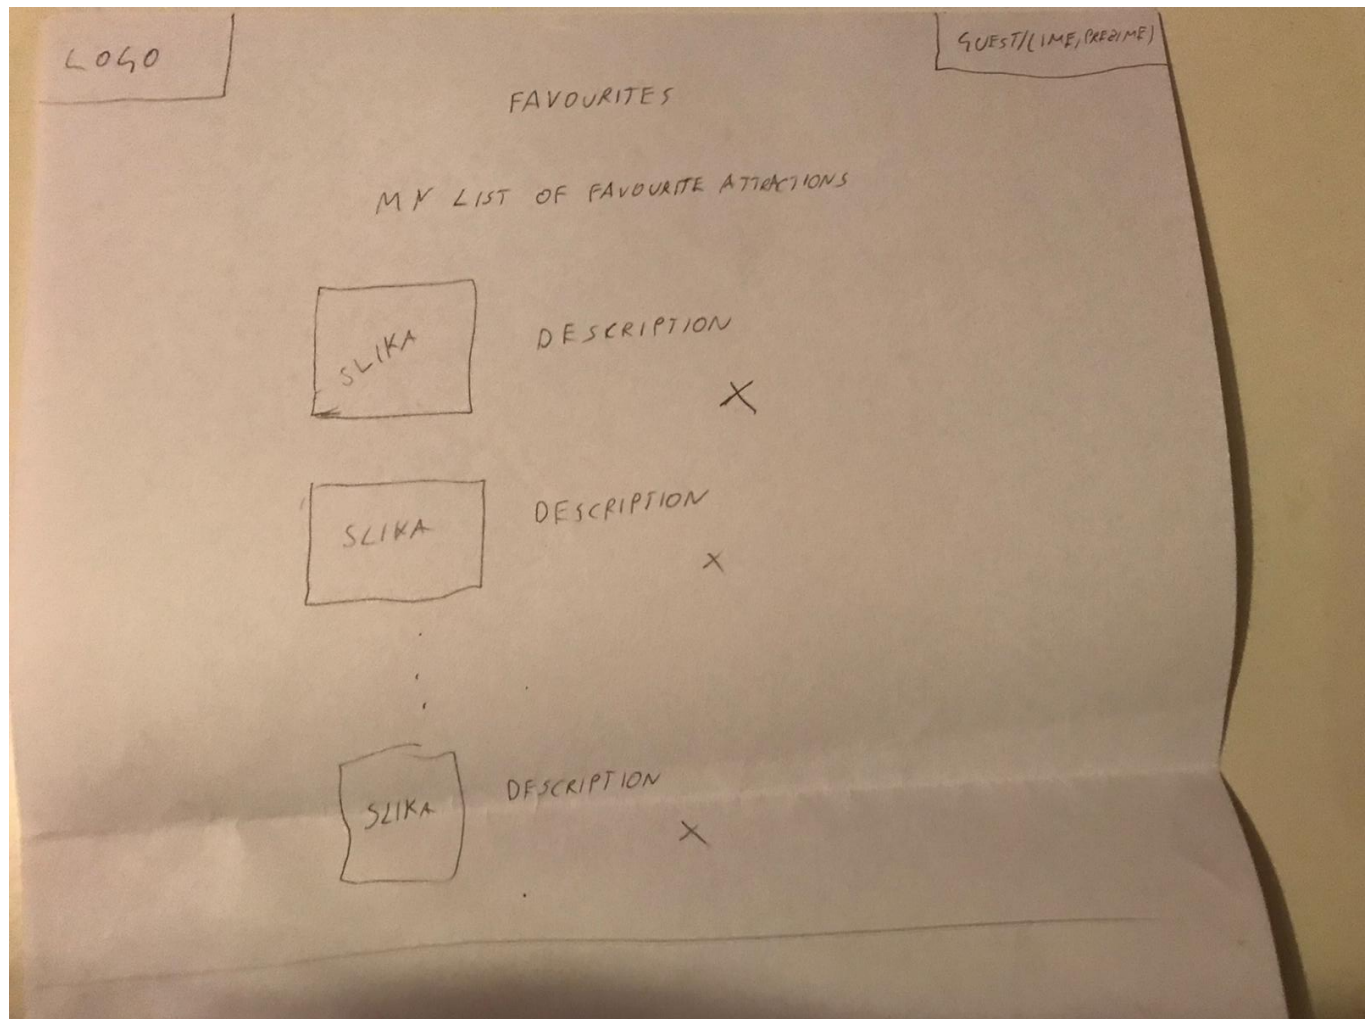 LOGO
GUEST/(IME, PREZIME)
FAVOURITES
MY LIST OF FAVOURITE ATTRACTIONS
SLIKA
DESCRIPTION
X
SLIKA
DESCRIPTION
X
SLIKA
DESCRIPTION
X